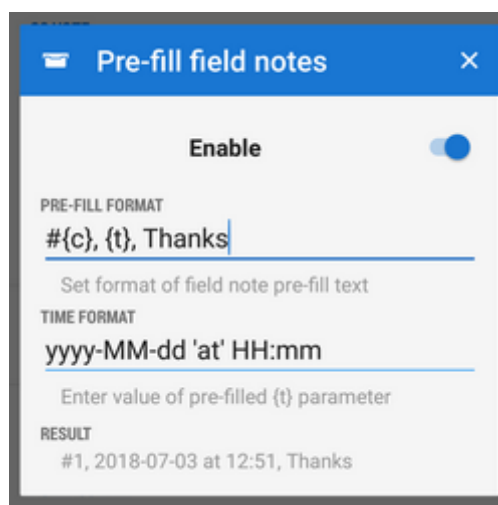 Pre-fill field notes
Enable
PRE-FILL FORMAT
#{c}, {t}, Thanks
Set format of field note pre-fill text
TIME FORMAT
yyyy-MM-dd 'at' HH:mm
Enter value of pre-filled {t} parameter
RESULT
#1, 2018-07-03 at 12:51, Thanks